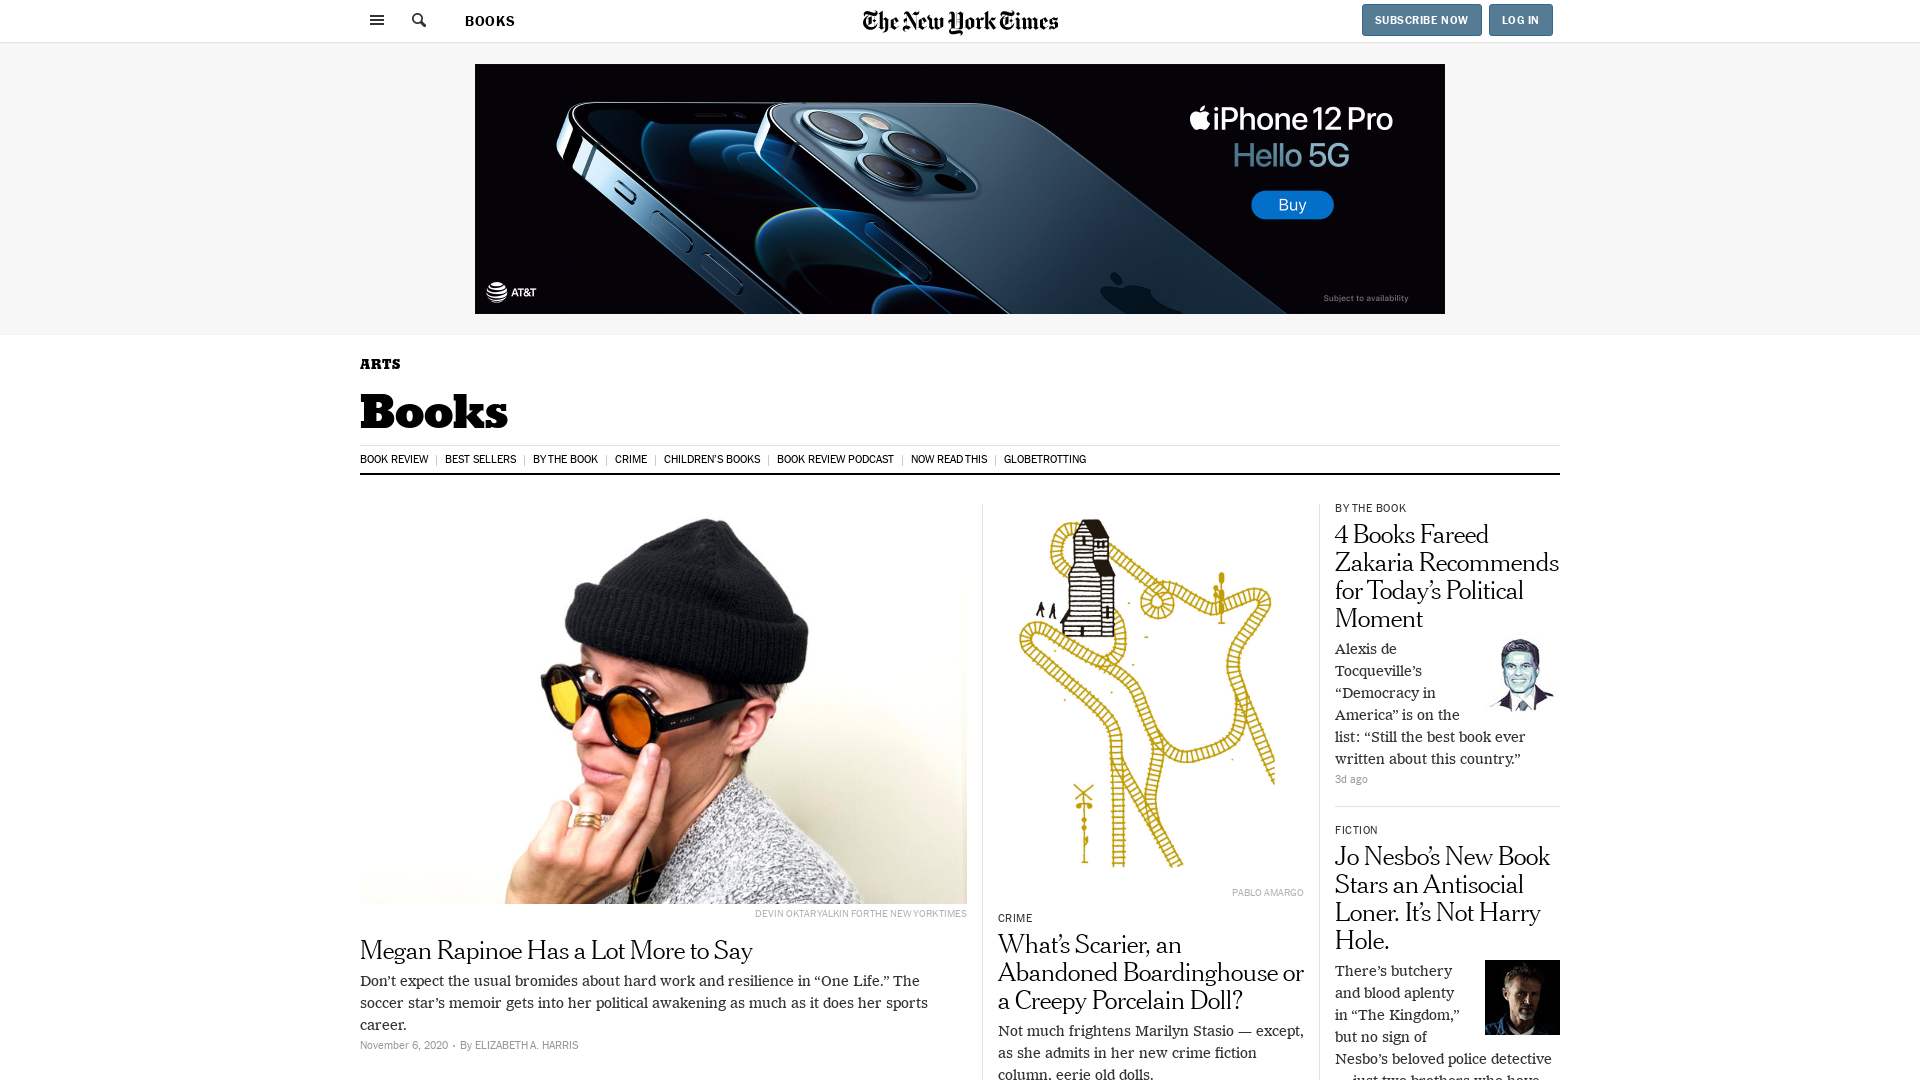 BOOKS
The New York Times
SUBSCRIBE NOW
LOG IN
iPhone 12 Pro
Hello 5G
Buy
AT&T
Subject to availability
ARTS
Books
BOOK REVIEW
BEST SELLERS
BY THE BOOK
CRIME
CHILDREN'S BOOKS
BOOK REVIEW PODCAST
NOW READ THIS
GLOBETROTTING
DEVIN OKTAR YALKIN FOR THE NEW YORK TIMES
Megan Rapinoe Has a Lot More to Say
Don’t expect the usual bromides about hard work and resilience in “One Life.” The
soccer star’s memoir gets into her political awakening as much as it does her sports
career.
November 6, 2020 • By ELIZABETH A. HARRIS
PABLO AMARGO
CRIME
What’s Scarier, an
Abandoned Boardinghouse or
a Creepy Porcelain Doll?
Not much frightens Marilyn Stasio — except,
as she admits in her new crime fiction
column, eerie old dolls.
BY THE BOOK
4 Books Fareed
Zakaria Recommends
for Today’s Political
Moment
Alexis de
Tocqueville’s
“Democracy in
America” is on the
list: “Still the best book ever
written about this country.”
3d ago
FICTION
Jo Nesbo’s New Book
Stars an Antisocial
Loner. It’s Not Harry
Hole.
There’s butchery
and blood aplenty
in “The Kingdom,”
but no sign of
Nesbo’s beloved police detective
— just two brothers who have